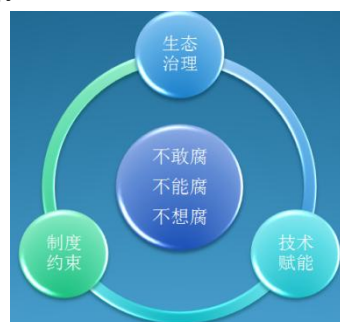 生态
治理
不敢腐
不能腐
不想腐
制度
约束
技术
赋能